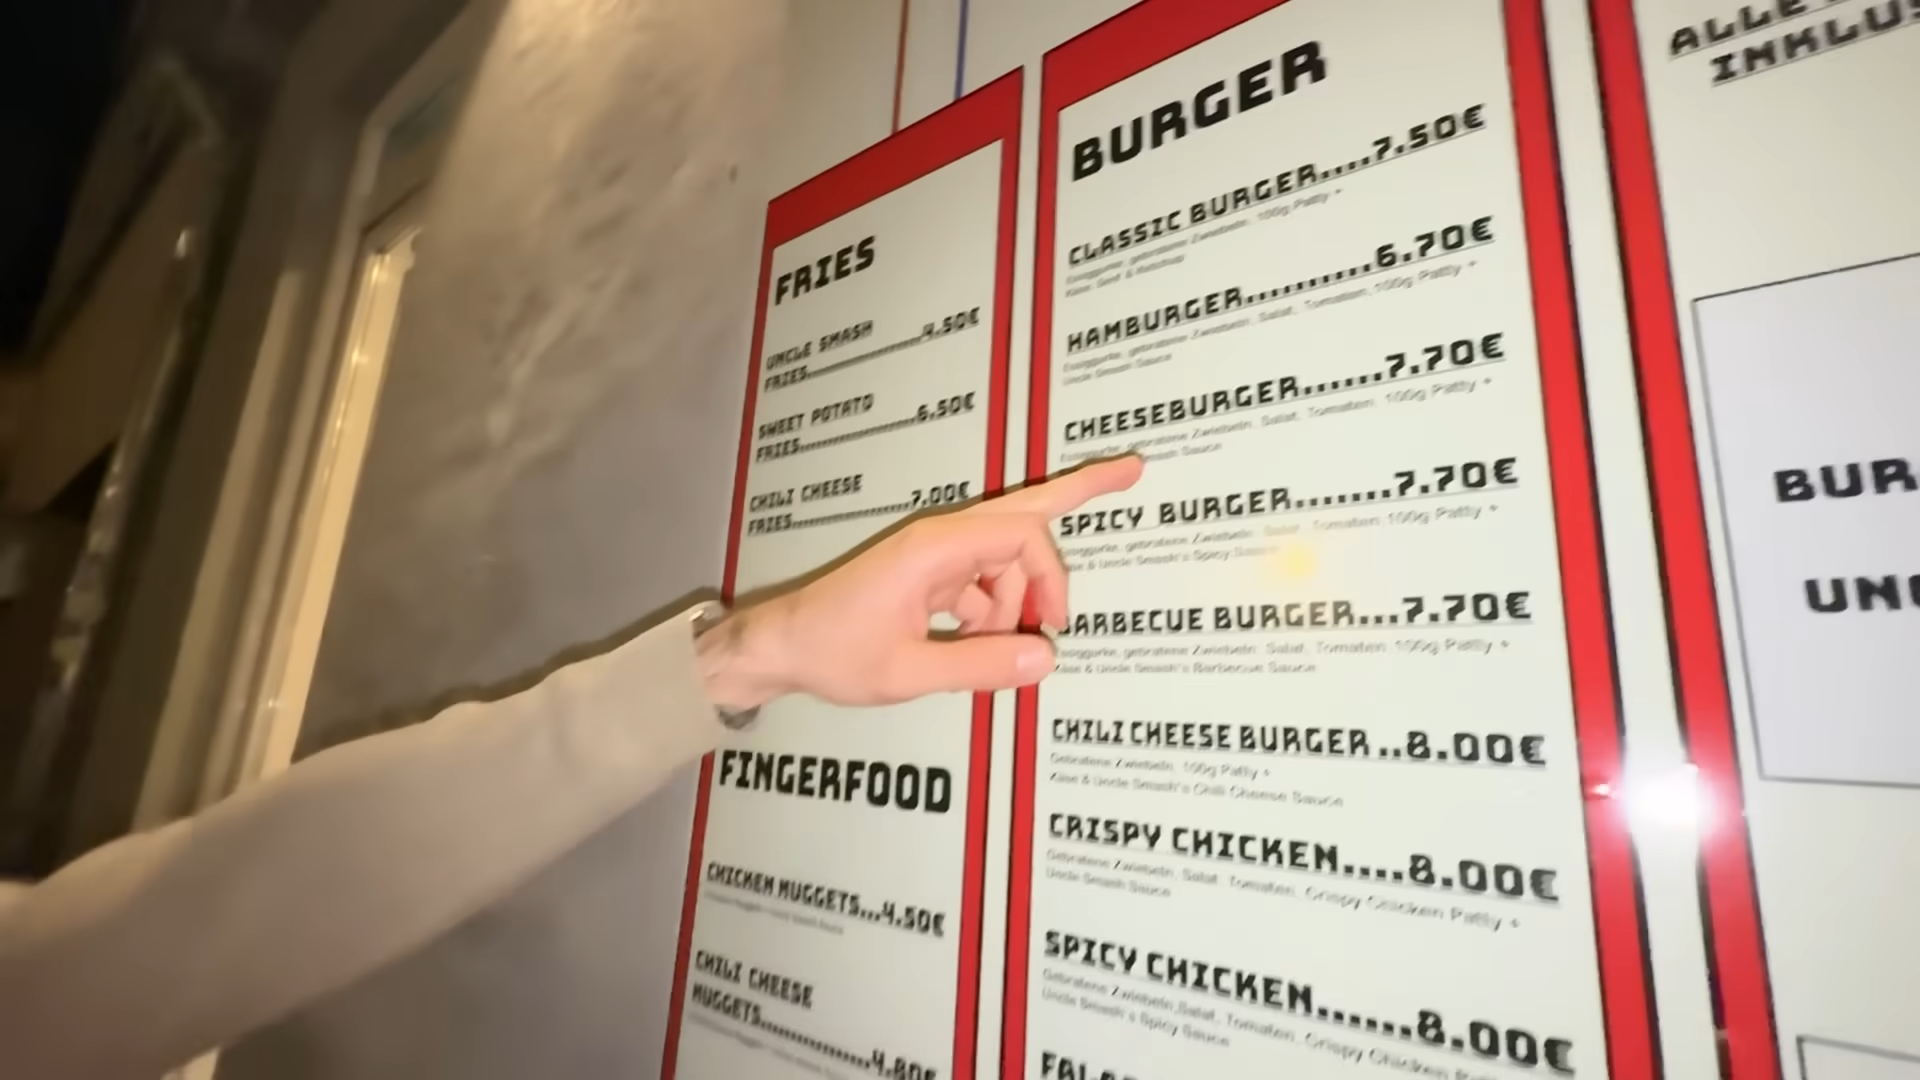 FRIES
UNCLE SMASH
FRIES..................4.50€
SWEET POTATO
FRIES..................6.50€
CHILI CHEESE
FRIES..................7.00€
FINGERFOOD
CHICKEN NUGGETS...4.50€
CHILI CHEESE
NUGGETS..................4.80€
BURGER
CLASSIC BURGER....7.50€
Essiggurke, gebratene Zwiebeln, 100g Patty +
Käse, Senf & Ketchup
HAMBURGER..........6.70€
Essiggurke, gebratene Zwiebeln, Salat, Tomaten, 100g Patty +
Uncle Smash Sauce
CHEESEBURGER......7.70€
Essiggurke, gebratene Zwiebeln, Salat, Tomaten, 100g Patty +
Smash Sauce
SPICY BURGER.......7.70€
Essiggurke, gebratene Zwiebeln, Salat, Tomaten 100g Patty +
& Uncle Smash's Spicy Sauce
BARBECUE BURGER...7.70€
Essiggurke, gebratene Zwiebeln, Salat, Tomaten 100g Patty +
Käse & Uncle Smash's Barbecue Sauce
CHILI CHEESE BURGER ..8.00€
Gebratene Zwiebeln, 100g Patty +
Käse & Uncle Smash's Chili Cheese Sauce
CRISPY CHICKEN....8.00€
Gebratene Zwiebeln, Salat, Tomaten, Crispy Chicken Patty +
Uncle Smash Sauce
SPICY CHICKEN......8.00€
Gebratene Zwiebeln, Salat, Tomaten, Crispy Chicken
Uncle Smash's Spicy Sauce
ALLE
INKLUS
BUR
UNC